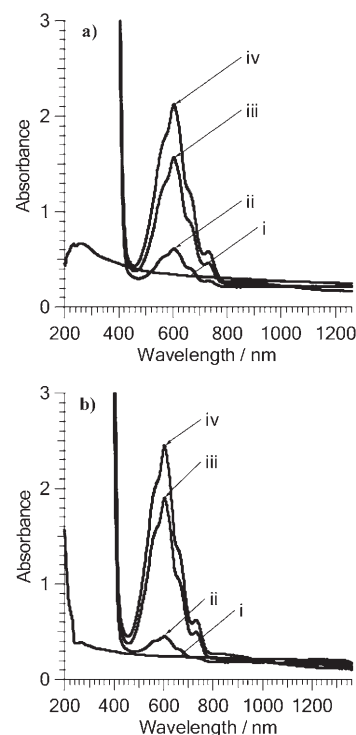 a)
3
2
1
0
Absorbance
iv
iii
ii
i
200 400 600 800 1000 1200
Wavelength / nm
b)
3
2
1
0
Absorbance
iv
iii
ii
i
200 400 600 800 1000 1200
Wavelength / nm